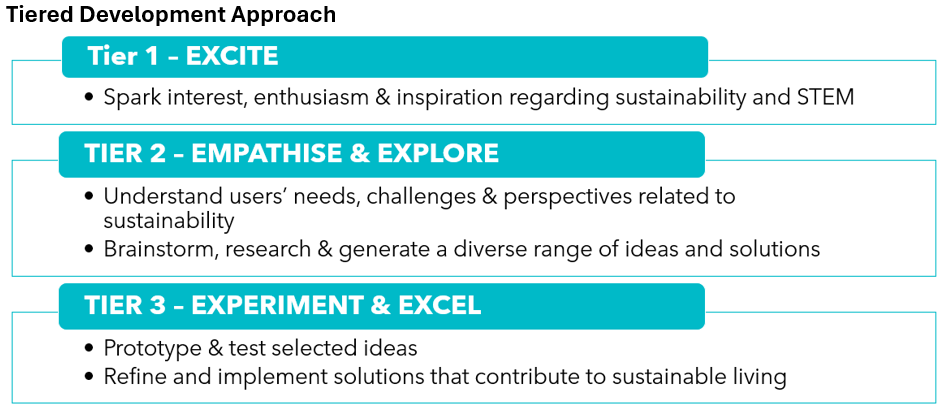 Tiered Development Approach
Tier 1 – EXCITE
• Spark interest, enthusiasm & inspiration regarding sustainability and STEM
TIER 2 – EMPATHISE & EXPLORE
• Understand users’ needs, challenges & perspectives related to
sustainability
• Brainstorm, research & generate a diverse range of ideas and solutions
TIER 3 – EXPERIMENT & EXCEL
• Prototype & test selected ideas
• Refine and implement solutions that contribute to sustainable living